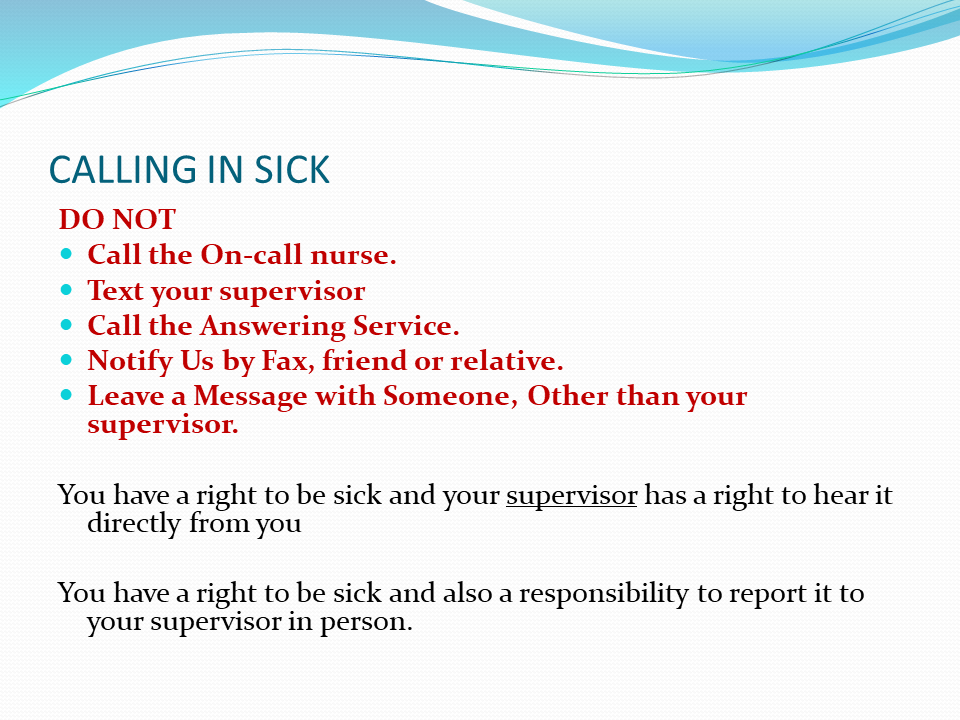 CALLING IN SICK
DO NOT
Call the On-call nurse.
Text your supervisor
Call the Answering Service.
Notify Us by Fax, friend or relative.
Leave a Message with Someone, Other than your
supervisor.
You have a right to be sick and your supervisor has a right to hear it
directly from you
You have a right to be sick and also a responsibility to report it to
your supervisor in person.